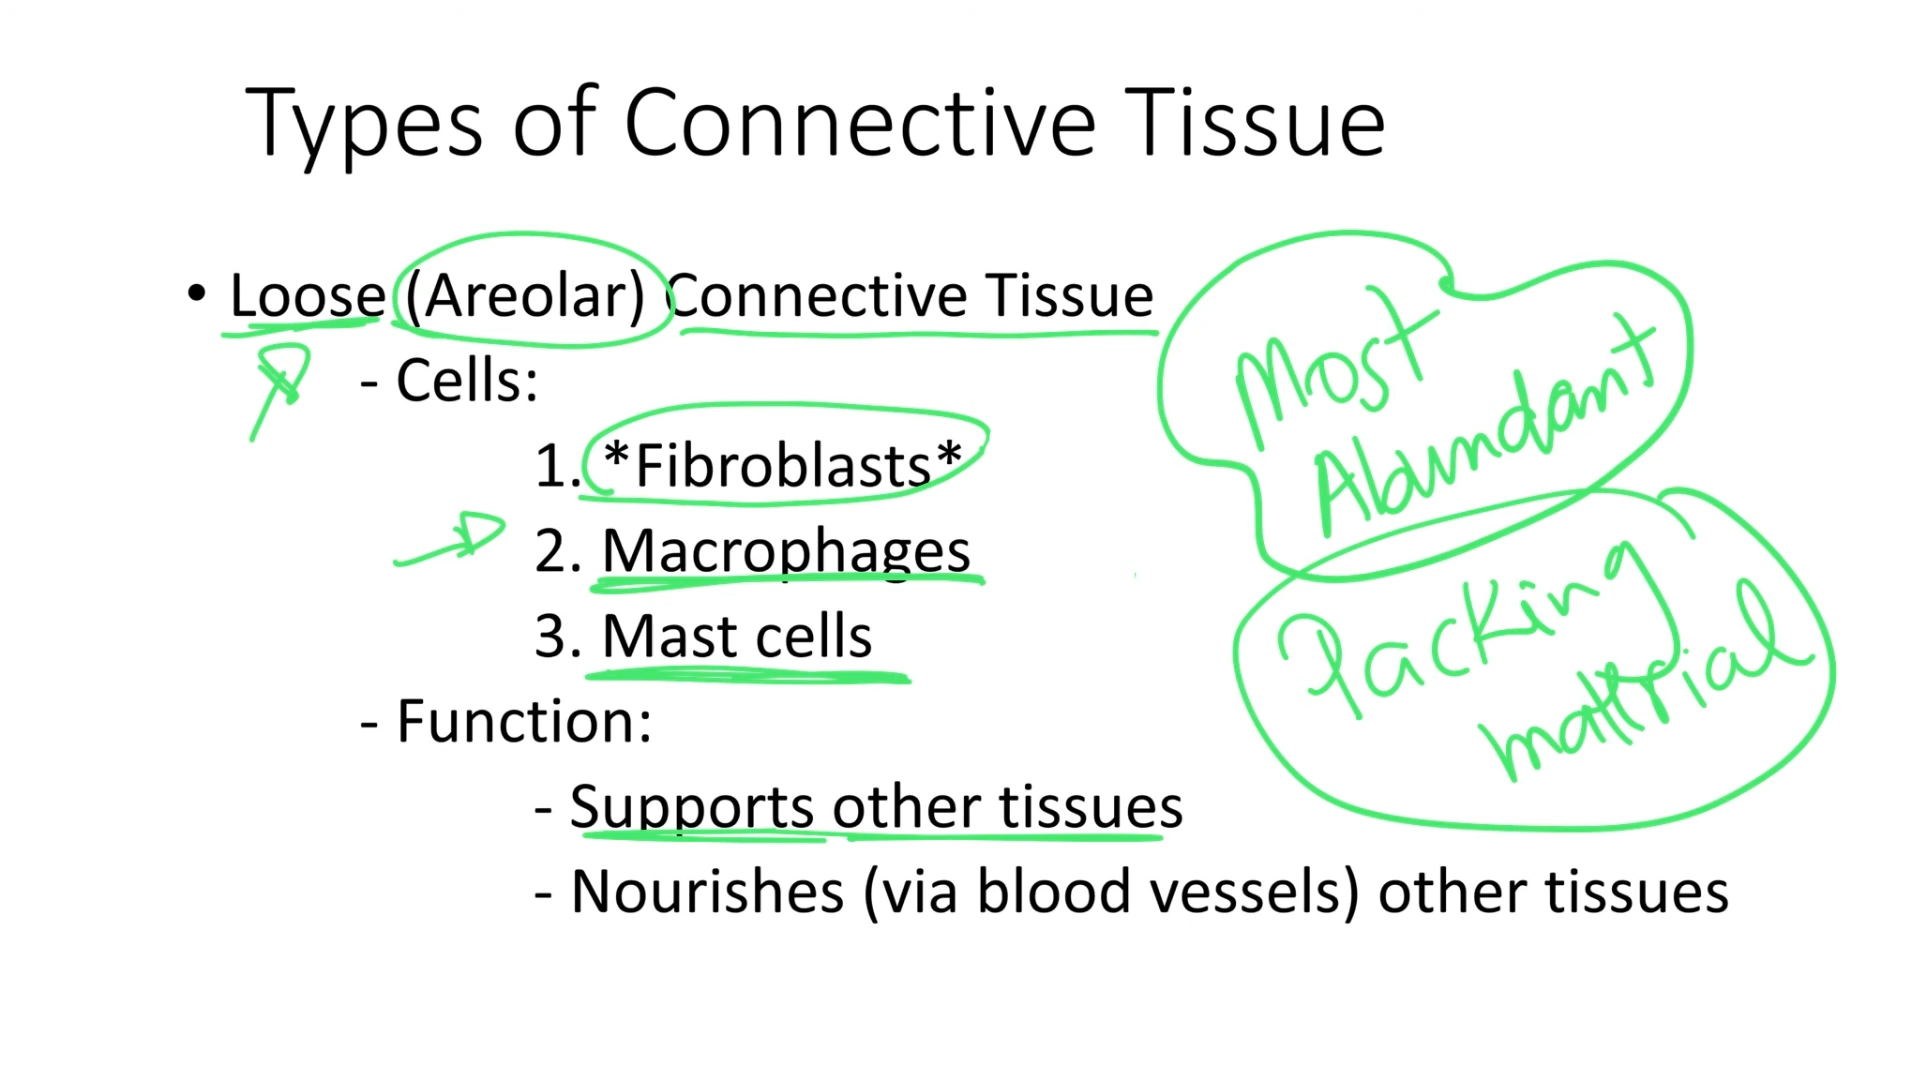 Types of Connective Tissue
• Loose (Areolar) Connective Tissue
- Cells:
1. *Fibroblasts*
2. Macrophages
3. Mast cells
- Function:
- Supports other tissues
- Nourishes (via blood vessels) other tissues
Most
Abundant
Packing
material